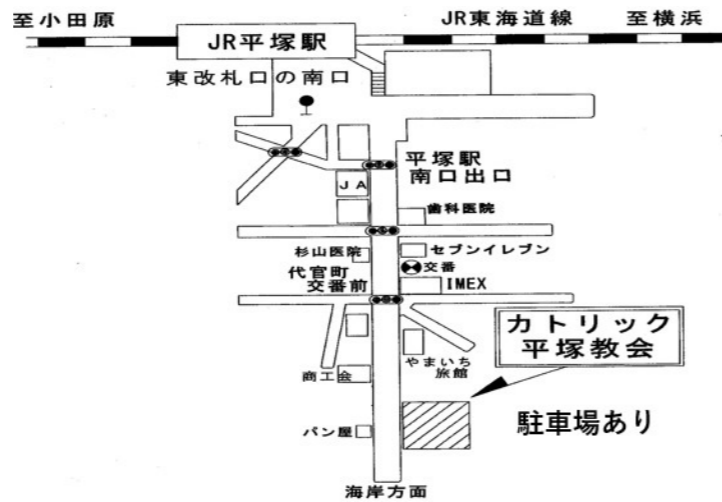 至小田原
JR東海道線
至横浜
JR平塚駅
東改札口の南口
平塚駅
南口出口
JA
歯科医院
杉山医院
セブンイレブン
交番
代官町
交番前
IMEX
カトリック
平塚教会
やまいち
旅館
商工会
駐車場あり
パン屋
海岸方面